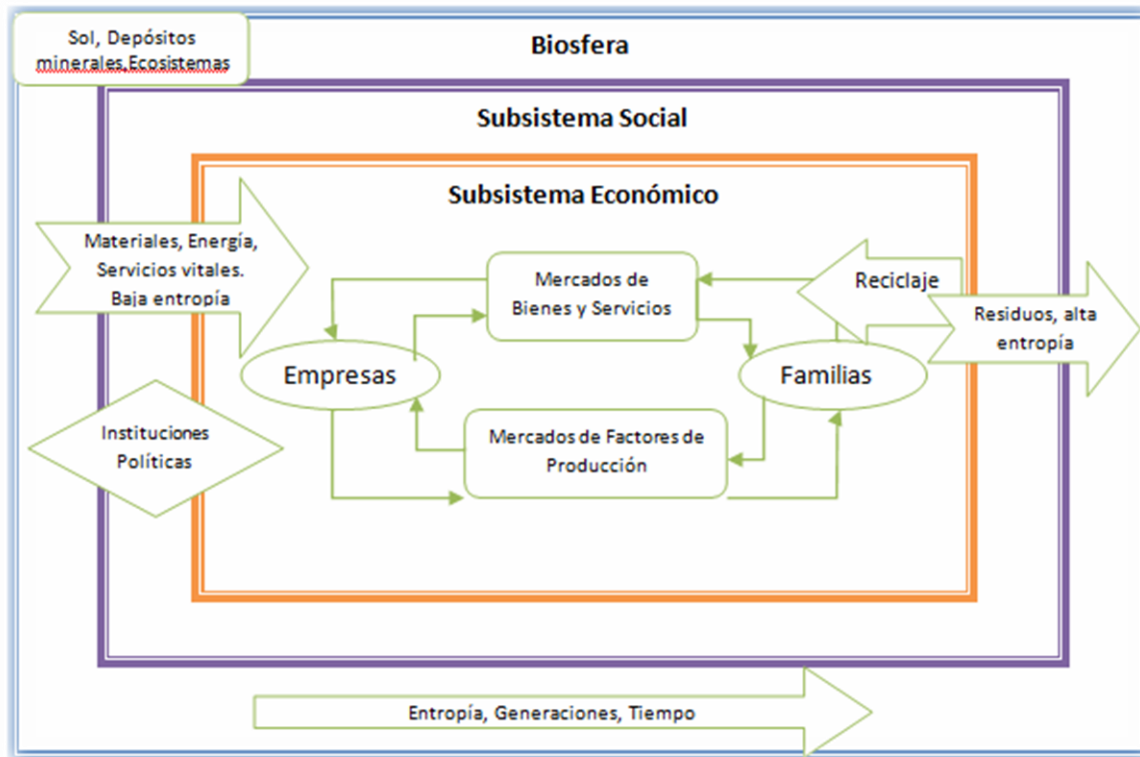 Sol, Depósitos
minerales,Ecosistemas
Biosfera
Subsistema Social
Subsistema Económico
Materiales, Energía,
Servicios vitales.
Baja entropía
Mercados de
Bienes y Servicios
Reciclaje
Residuos, alta
entropía
Empresas
Familias
Instituciones
Políticas
Mercados de Factores de
Producción
Entropía, Generaciones, Tiempo